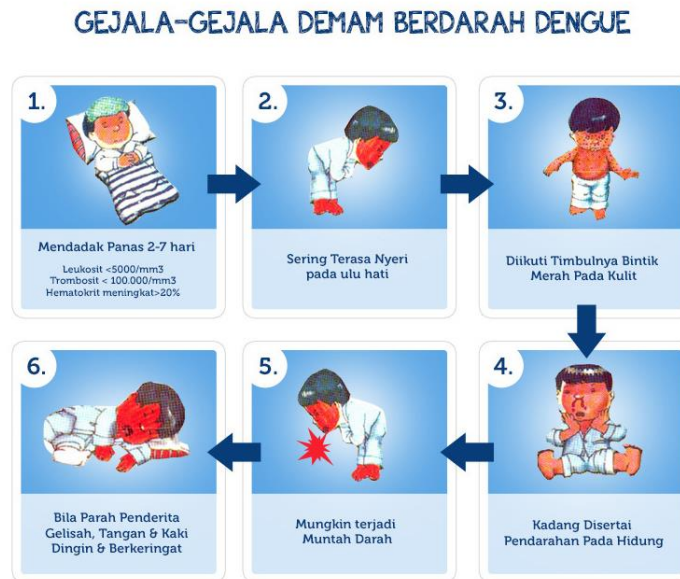 GEJALA-GEJALA DEMAM BERDARAH DENGUE
1.
Mendadak Panas 2-7 hari
Leukosit <5000/mm3
Trombosit < 100.000/mm3
Hematokrit meningkat>20%
2.
Sering Terasa Nyeri
pada ulu hati
3.
Diikuti Timbulnya Bintik
Merah Pada Kulit
4.
Kadang Disertai
Pendarahan Pada Hidung
5.
Mungkin terjadi
Muntah Darah
6.
Bila Parah Penderita
Gelisah, Tangan & Kaki
Dingin & Berkeringat